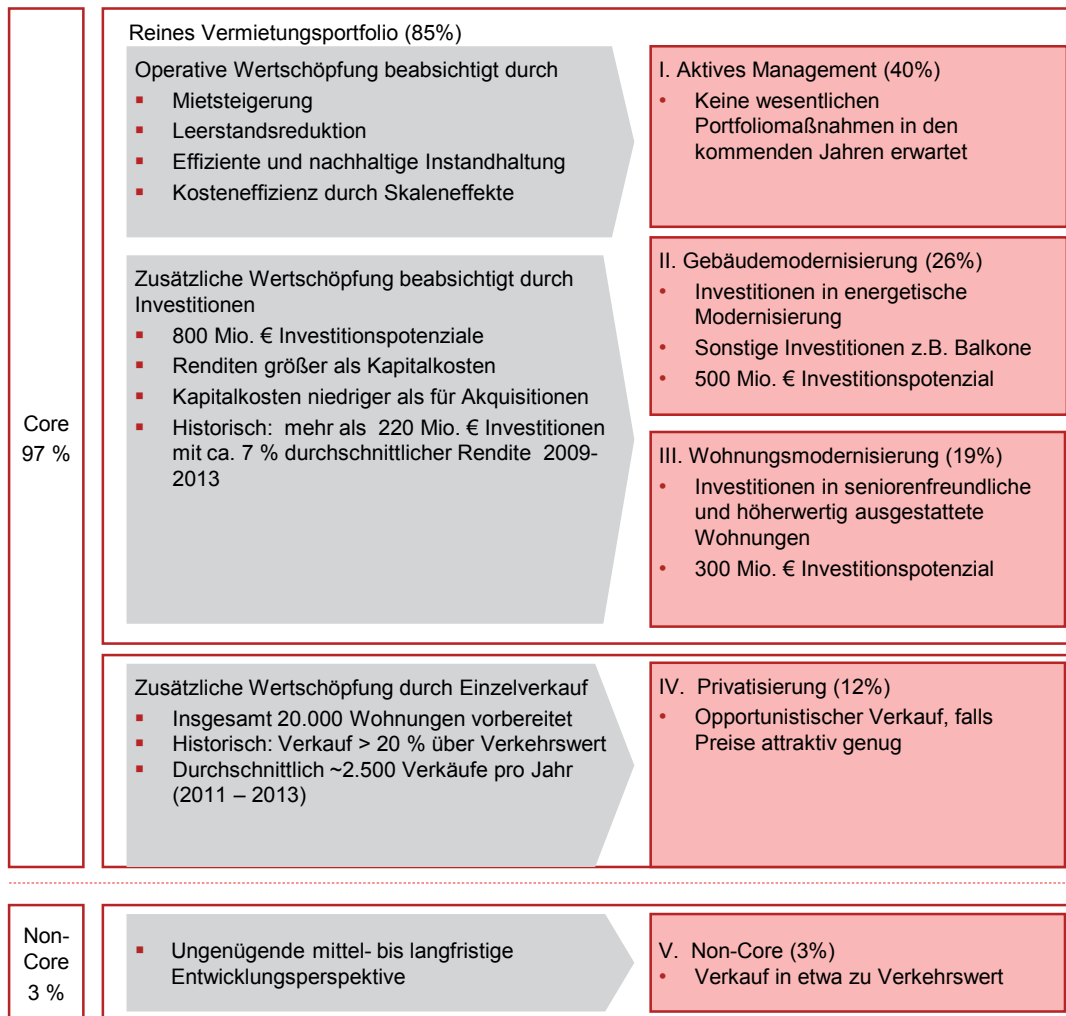 Core
97 %
Reines Vermietungsportfolio (85%)
Operative Wertschöpfung beabsichtigt durch
▪ Mietsteigerung
▪ Leerstandsreduktion
▪ Effiziente und nachhaltige Instandhaltung
▪ Kosteneffizienz durch Skaleneffekte
I. Aktives Management (40%)
• Keine wesentlichen
Portfoliomaßnahmen in den
kommenden Jahren erwartet
Zusätzliche Wertschöpfung beabsichtigt durch
Investitionen
▪ 800 Mio. € Investitionspotenziale
▪ Renditen größer als Kapitalkosten
▪ Kapitalkosten niedriger als für Akquisitionen
▪ Historisch: mehr als 220 Mio. € Investitionen
mit ca. 7 % durchschnittlicher Rendite 2009-
2013
II. Gebäudemodernisierung (26%)
• Investitionen in energetische
Modernisierung
• Sonstige Investitionen z.B. Balkone
• 500 Mio. € Investitionspotenzial
III. Wohnungsmodernisierung (19%)
• Investitionen in seniorenfreundliche
und höherwertig ausgestattete
Wohnungen
• 300 Mio. € Investitionspotenzial
Zusätzliche Wertschöpfung durch Einzelverkauf
▪ Insgesamt 20.000 Wohnungen vorbereitet
▪ Historisch: Verkauf > 20 % über Verkehrswert
▪ Durchschnittlich ~2.500 Verkäufe pro Jahr
(2011 – 2013)
IV. Privatisierung (12%)
• Opportunistischer Verkauf, falls
Preise attraktiv genug
Non-
Core
3 %
▪ Ungenügende mittel- bis langfristige
Entwicklungsperspektive
V. Non-Core (3%)
• Verkauf in etwa zu Verkehrswert